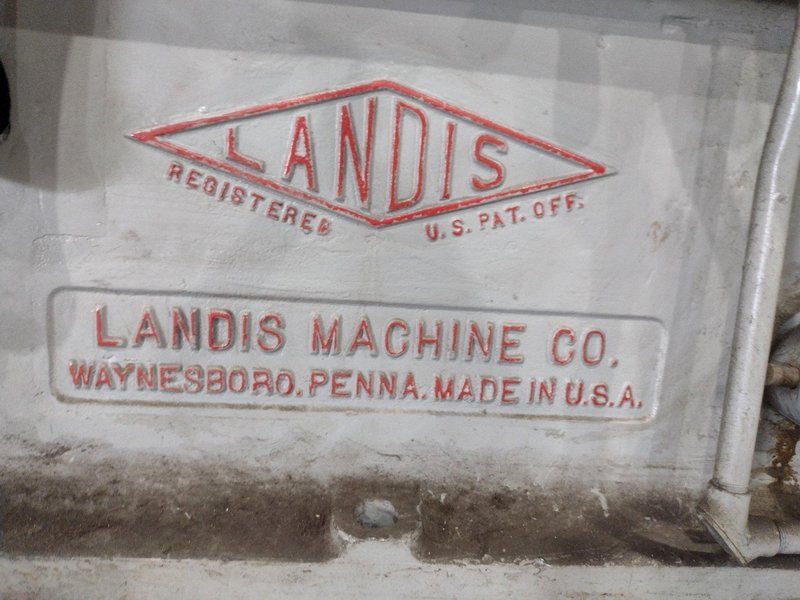 LANDIS
REGISTERED U.S. PAT. OFF.
LANDIS MACHINE CO.
WAYNESBORO. PENNA. MADE IN U.S.A.